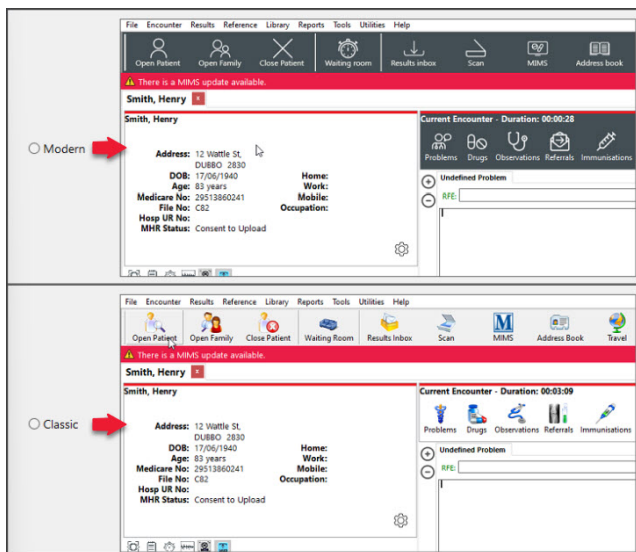 File Encounter Results Reference Library Reports Tools Utilities Help
Open Patient Open Family Close Patient Waiting room Results inbox Scan MIMS Address book
There is a MIMS update available.
Smith, Henry x
Smith, Henry
Current Encounter - Duration: 00:00:28
Modern
Address: 12 Wattle St,
DUBBO 2830
Problems Drugs Observations Referrals Immunisations
DOB: 17/06/1940 Home:
Age: 83 years Work:
Undefined Problem
Medicare No: 29513860241 Mobile:
RFE:
File No: C82 Occupation:
Hosp UR No:
MHR Status: Consent to Upload
File Encounter Results Reference Library Reports Tools Utilities Help
Open Patient Open Family Close Patient Waiting Room Results Inbox Scan MIMS Address Book Travel
There is a MIMS update available.
Smith, Henry x
Smith, Henry
Current Encounter - Duration: 00:03:09
Classic
Address: 12 Wattle St,
DUBBO 2830
Problems Drugs Observations Referrals Immunisations
DOB: 17/06/1940 Home:
Age: 83 years Work:
Undefined Problem
Medicare No: 29513860241 Mobile:
RFE:
File No: C82 Occupation:
Hosp UR No:
MHR Status: Consent to Upload